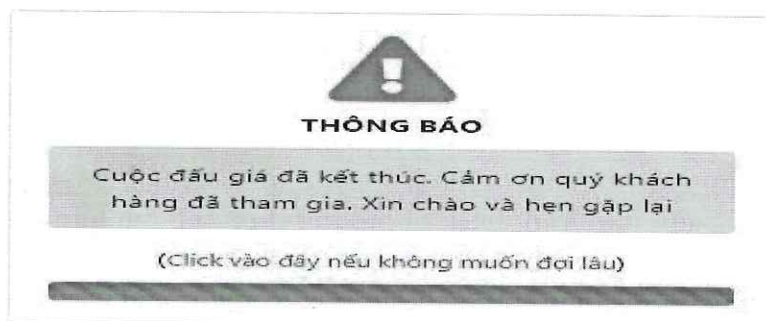 THÔNG BÁO
Cuộc đấu giá đã kết thúc. Cảm ơn quý khách
hàng đã tham gia. Xin chào và hẹn gặp lại
(Click vào đây nếu không muốn đợi lâu)